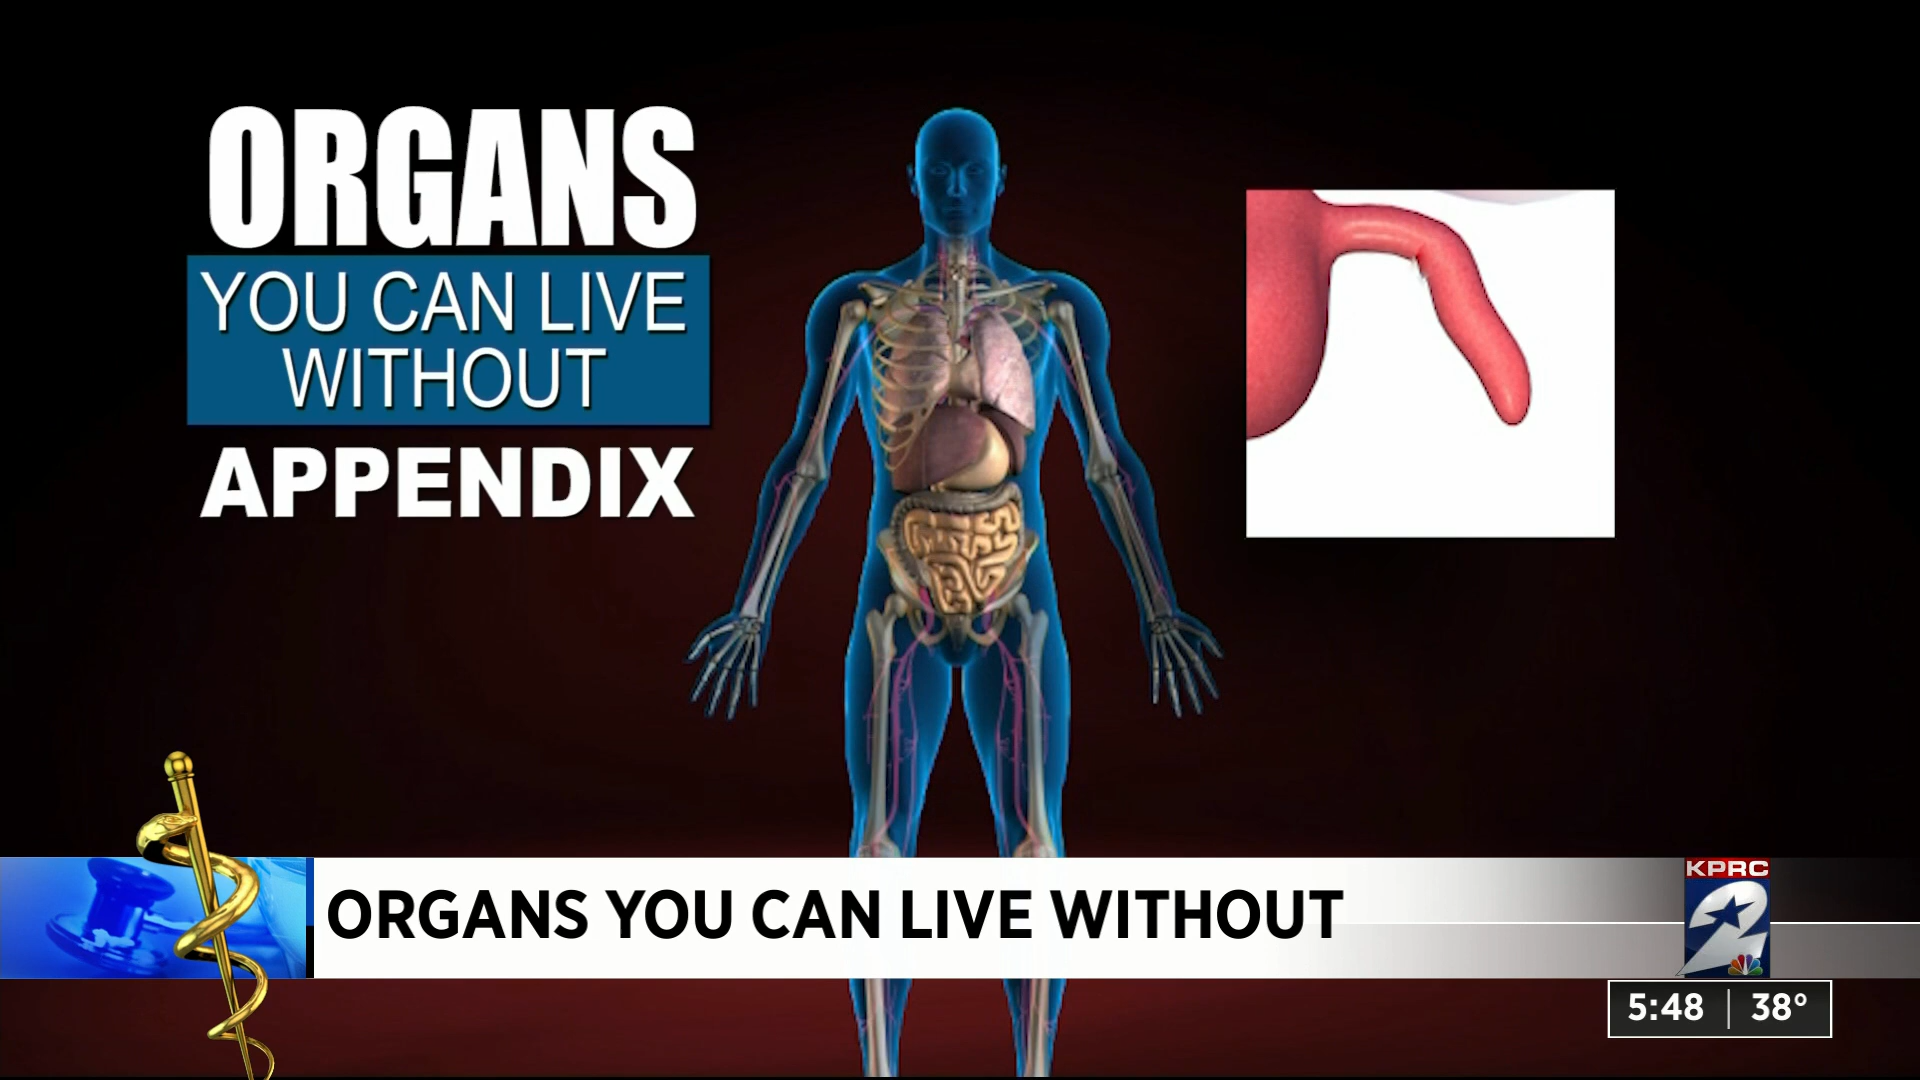 ORGANS
YOU CAN LIVE
WITHOUT
APPENDIX
ORGANS YOU CAN LIVE WITHOUT
KPRC
2
5:48 | 38°